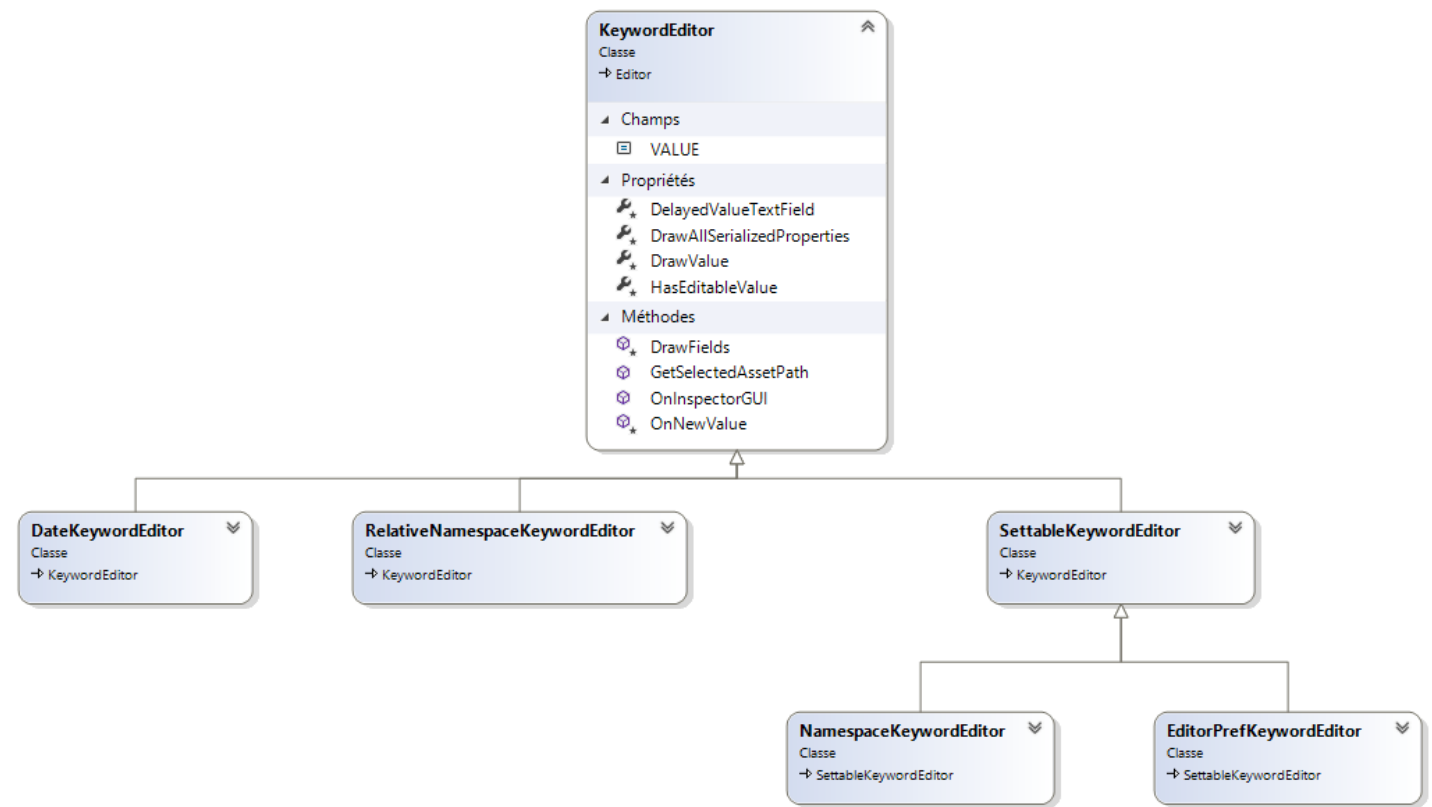 KeywordEditor
Classe
Editor
Champs
VALUE
Propriétés
DelayedValueTextField
DrawAllSerializedProperties
DrawValue
HasEditableValue
Méthodes
DrawFields
GetSelectedAssetPath
OnInspectorGUI
OnNewValue
DateKeywordEditor
Classe
KeywordEditor
RelativeNamespaceKeywordEditor
Classe
KeywordEditor
SettableKeywordEditor
Classe
KeywordEditor
NamespaceKeywordEditor
Classe
SettableKeywordEditor
EditorPrefKeywordEditor
Classe
SettableKeywordEditor